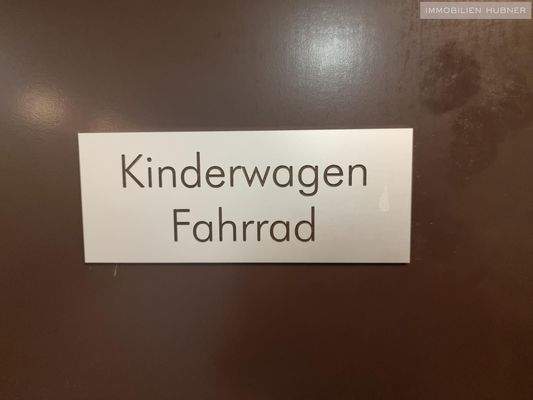 IMMOBILIEN HUBNER
Kinderwagen
Fahrrad